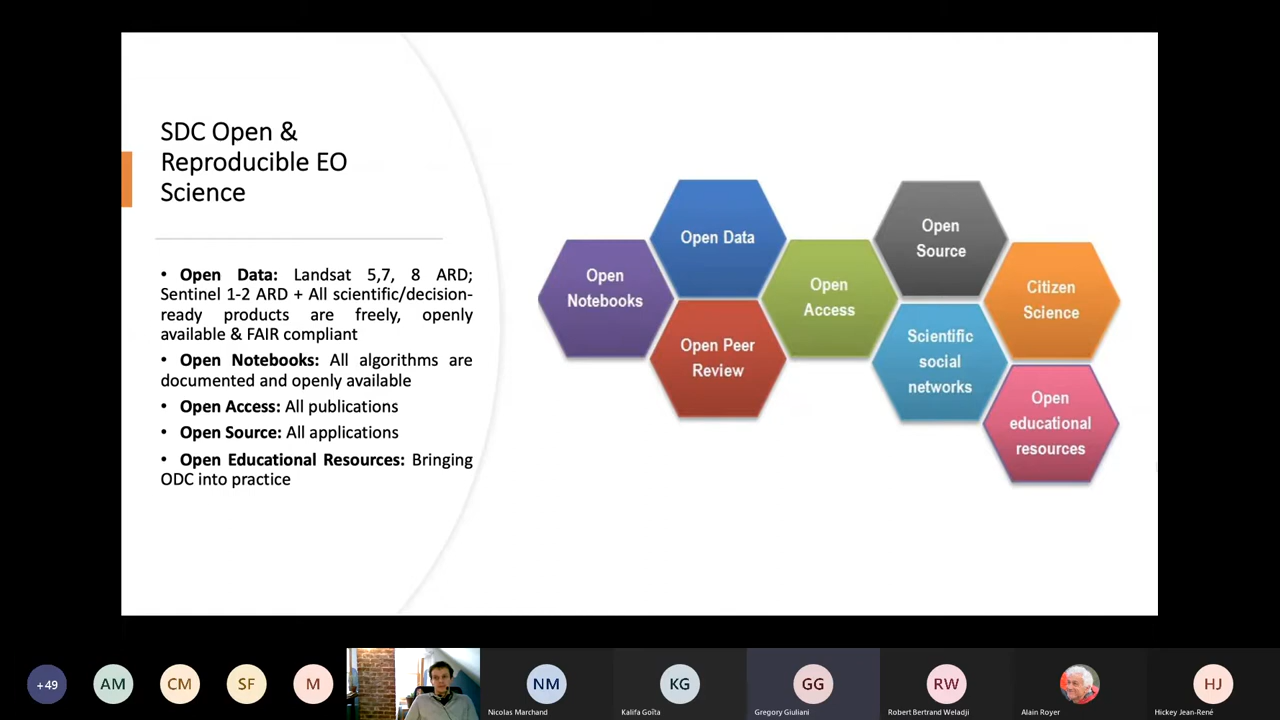 SDC Open &
Reproducible EO
Science
• Open Data: Landsat 5,7, 8 ARD;
Sentinel 1-2 ARD + All scientific/decision-
ready products are freely, openly
available & FAIR compliant
• Open Notebooks: All algorithms are
documented and openly available
• Open Access: All publications
• Open Source: All applications
• Open Educational Resources: Bringing
ODC into practice
Open
Notebooks
Open Data
Open Peer
Review
Open
Access
Open
Source
Scientific
social
networks
Citizen
Science
Open
educational
resources
+49
AM
CM
SF
M
NM
Nicolas Marchand
KG
Kalifa Goïta
GG
Gregory Giuliani
RW
Robert Bertrand Weladji
Alain Royer
HJ
Hickey Jean-René